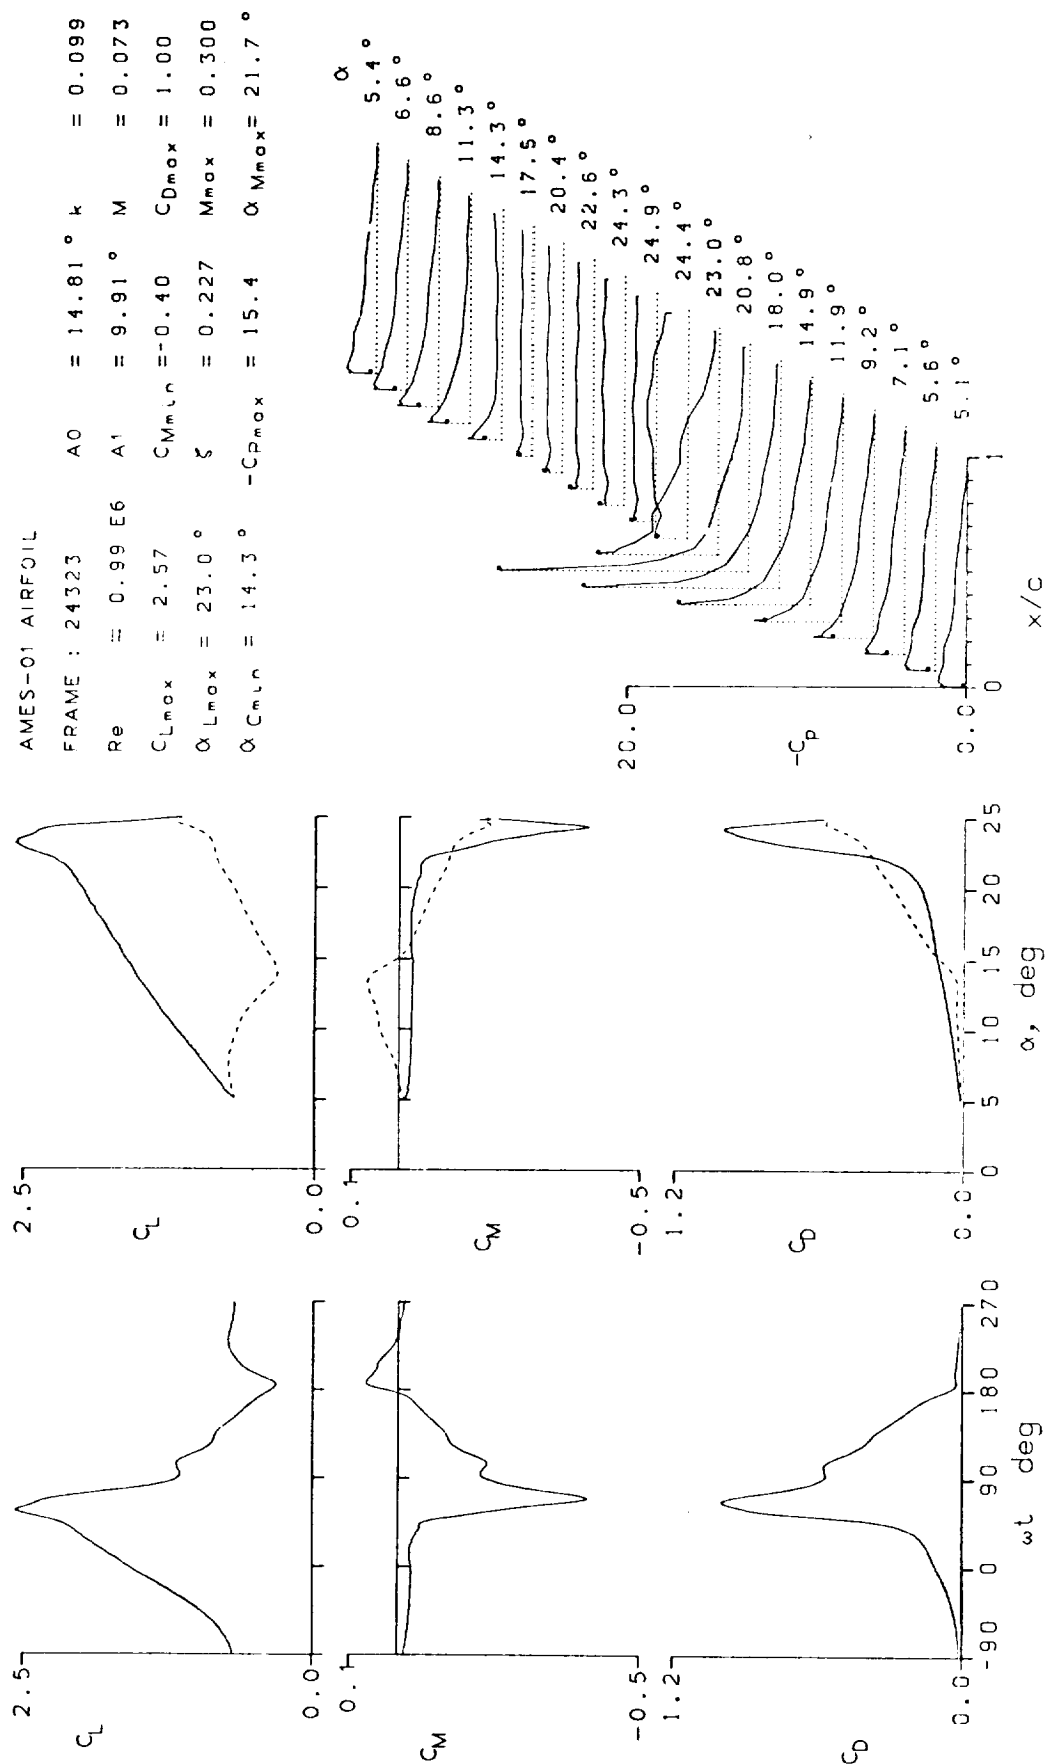 AMES-01 AIRFOIL
FRAME : 24323 A0 = 14.81° k = 0.099
Re = 0.99 E6 A1 = 9.91° M = 0.073
CLmax = 2.57 CMmin = -0.40 CDmax = 1.00
αLmax = 23.0° ζ = 0.227 Mmax = 0.300
αCmin = 14.3° -CPmax = 15.4 αMmax = 21.7°
2.5
CL
0.0
0.1
CM
-0.5
1.2
CD
0.0
-90 0 90 180 270
ωt deg
2.5
CL
0.0
0.1
CM
-0.5
1.2
CD
0.0
0 5 10 15 20 25
α, deg
20.0
-Cp
0.0
0 1
x/c
α
5.4°
6.6°
8.6°
11.3°
14.3°
17.5°
20.4°
22.6°
24.3°
24.9°
24.4°
23.0°
20.8°
18.0°
14.9°
11.9°
9.2°
7.1°
5.6°
5.1°